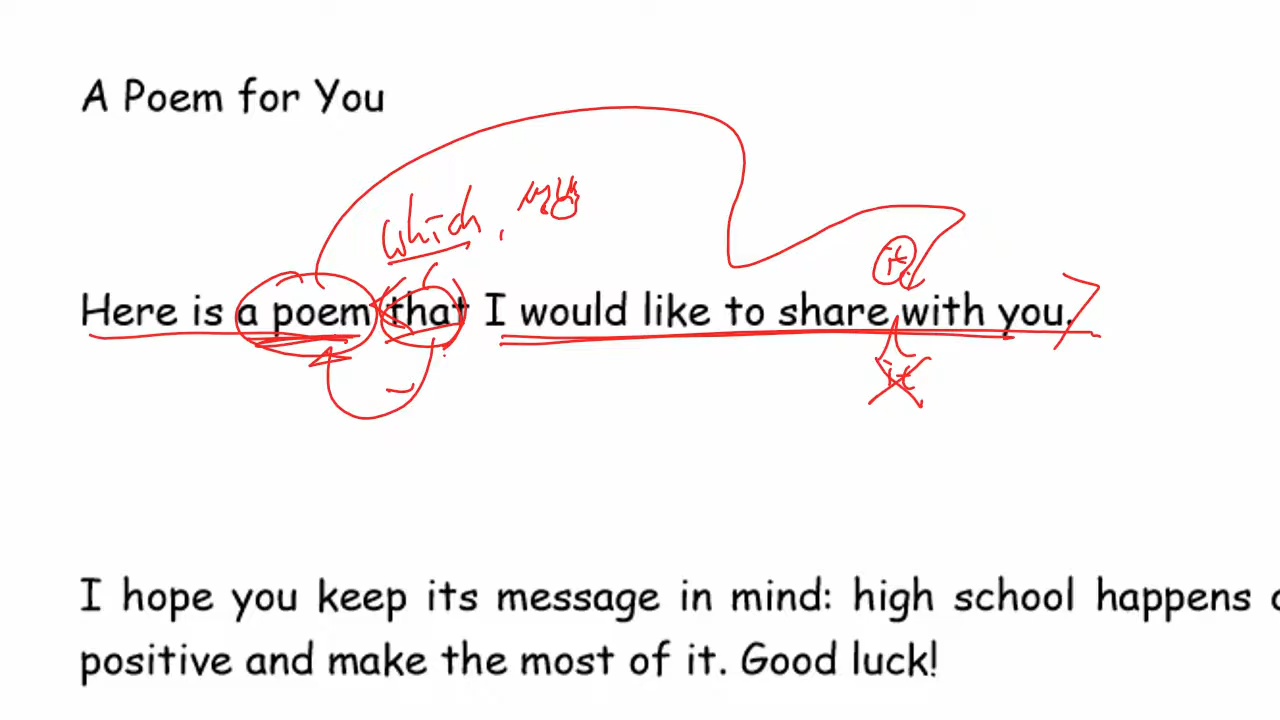 A Poem for You
which,
it
Here is a poem that I would like to share with you.
it
I hope you keep its message in mind: high school happens
positive and make the most of it. Good luck!